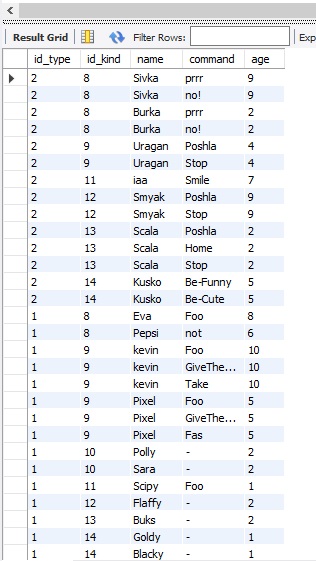 Result Grid Filter Rows: Exp
id_type id_kind name command age
2 8 Sivka prrr 9
2 8 Sivka no! 9
2 8 Burka prrr 2
2 8 Burka no! 2
2 9 Uragan Poshla 4
2 9 Uragan Stop 4
2 11 iaa Smile 7
2 12 Smyak Poshla 9
2 12 Smyak Stop 9
2 13 Scala Poshla 2
2 13 Scala Home 2
2 13 Scala Stop 2
2 14 Kusko Be-Funny 5
2 14 Kusko Be-Cute 5
1 8 Eva Foo 8
1 8 Pepsi not 6
1 9 kevin Foo 10
1 9 kevin GiveThe... 10
1 9 kevin Take 10
1 9 Pixel Foo 5
1 9 Pixel GiveThe... 5
1 9 Pixel Fas 5
1 10 Polly - 2
1 10 Sara - 2
1 11 Scipy Foo 1
1 12 Flaffy - 2
1 13 Buks - 2
1 14 Goldy - 1
1 14 Blacky - 1